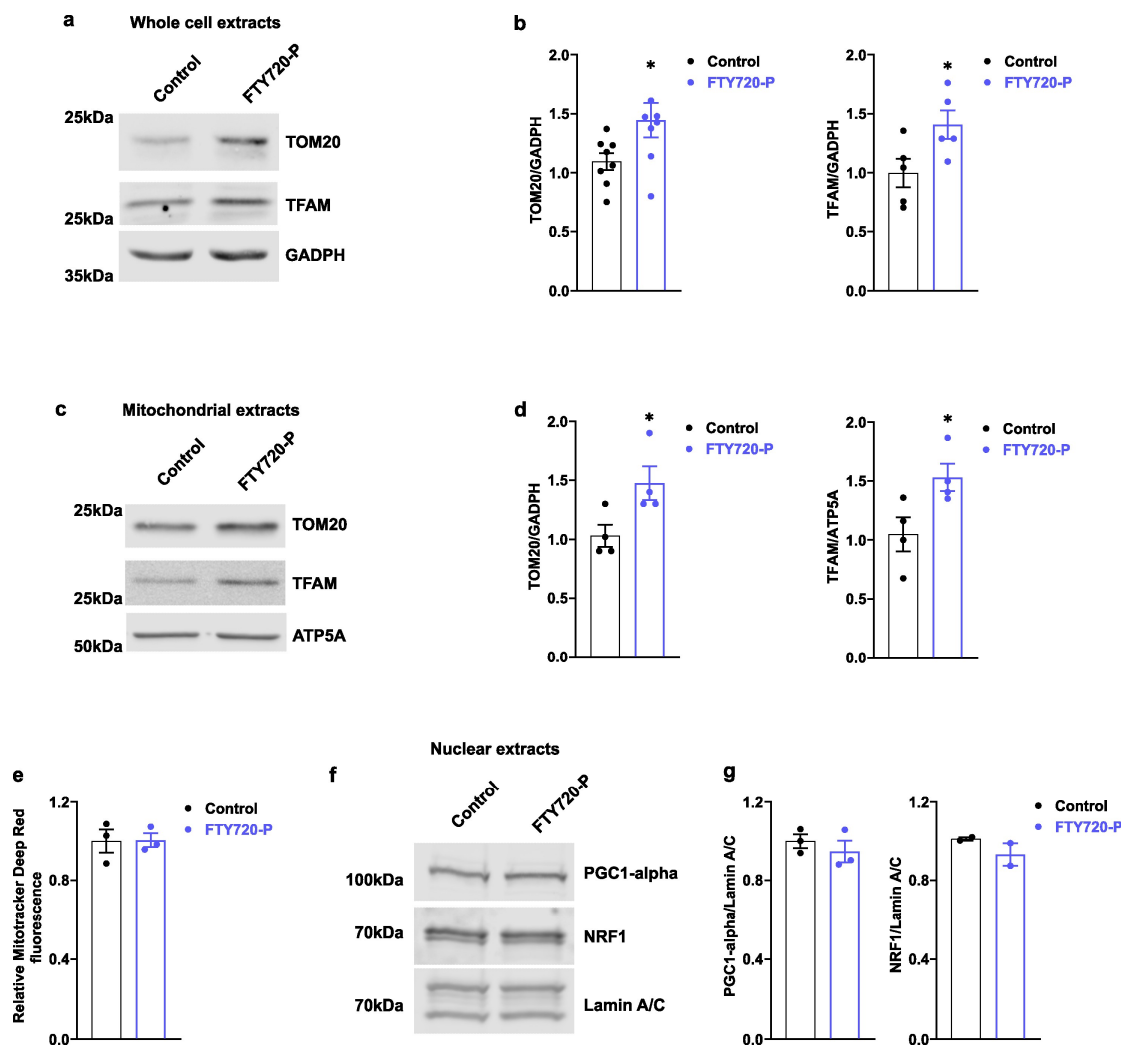 a
Whole cell extracts
Control
FTY720-P
25kDa
TOM20
TFAM
25kDa
GADPH
35kDa
b
2.0
1.5
1.0
0.5
0.0
TOM20/GADPH
*
Control
FTY720-P
2.0
1.5
1.0
0.5
0.0
TFAM/GADPH
*
Control
FTY720-P
c
Mitochondrial extracts
Control
FTY720-P
25kDa
TOM20
TFAM
25kDa
ATP5A
50kDa
d
2.0
1.5
1.0
0.5
0.0
TOM20/GADPH
*
Control
FTY720-P
2.0
1.5
1.0
0.5
0.0
TFAM/ATP5A
*
Control
FTY720-P
e
1.2
0.8
0.4
0.0
Relative Mitotracker Deep Red
fluorescence
Control
FTY720-P
f
Nuclear extracts
Control
FTY720-P
100kDa
PGC1-alpha
70kDa
NRF1
70kDa
Lamin A/C
g
1.2
0.8
0.4
0.0
PGC1-alpha/Lamin A/C
1.2
0.8
0.4
0.0
NRF1/Lamin A/C
Control
FTY720-P